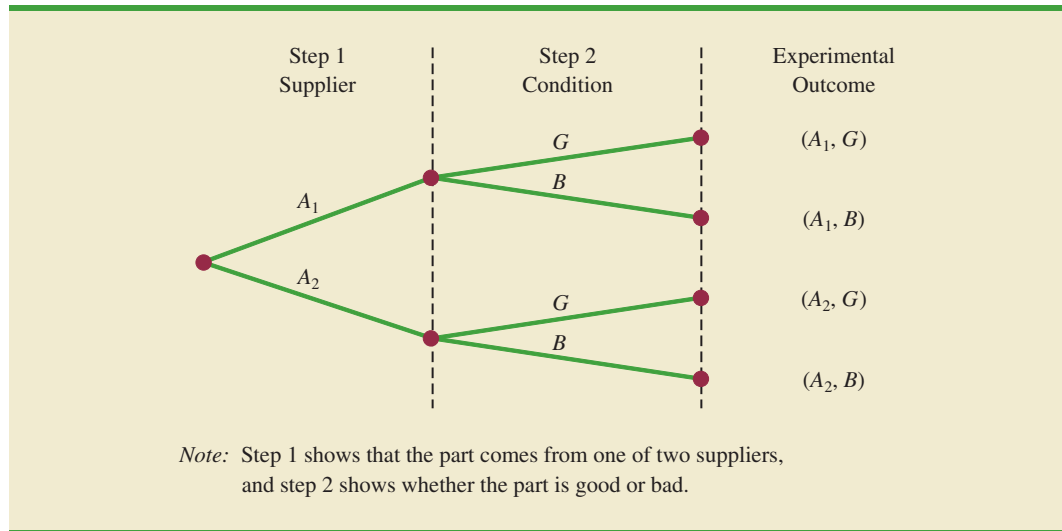 Step 1 Step 2 Experimental
Supplier Condition Outcome
G (A₁, G)
B
A₁ (A₁, B)
A₂
G (A₂, G)
B
(A₂, B)
Note: Step 1 shows that the part comes from one of two suppliers,
and step 2 shows whether the part is good or bad.